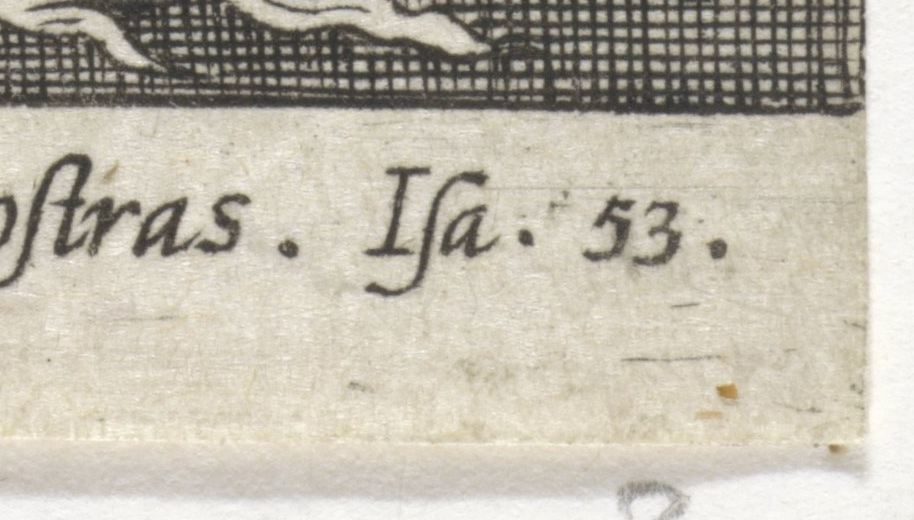 oſtras. Iſa. 53.